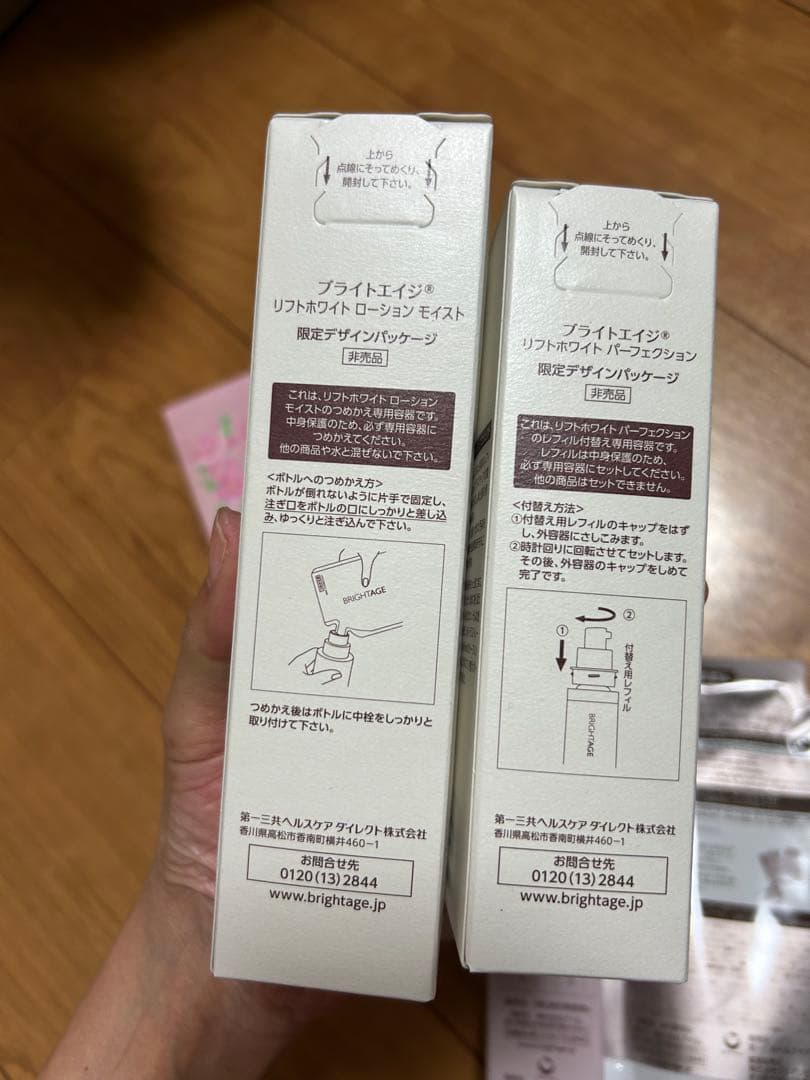 上から
点線にそってめくり、
開封して下さい。
ブライトエイジ®
リフトホワイト ローション モイスト
限定デザインパッケージ
非売品
これは、リフトホワイト ローション
モイストのつめかえ専用容器です。
中身保護のため、必ず専用容器に
つめかえてください。
他の商品や水と混ぜないで下さい。
<ボトルへのつめかえ方>
ボトルが倒れないように片手で固定し、
注ぎ口をボトルの口にしっかりと差し込
み、ゆっくりと注ぎ込んで下さい。
BRIGHTAGE
つめかえ後はボトルに中栓をしっかりと
取り付けて下さい。
第一三共ヘルスケア ダイレクト株式会社
香川県高松市香南町横井460-1
お問合せ先
0120(13)2844
www.brightage.jp
上から
点線にそってめくり、
開封して下さい。
ブライトエイジ®
リフトホワイト パーフェクション
限定デザインパッケージ
非売品
これは、リフトホワイト パーフェクション
のレフィル付替え専用容器です。
レフィルは中身保護のため、
必ず専用容器にセットしてください。
他の商品はセットできません。
<付替え方法>
①付替え用レフィルのキャップをはず
し、外容器にさしこみます。
②時計回りに回転させてセットします。
その後、外容器のキャップをしめて
完了です。
②
①
付替え用レフィル
BRIGHTAGE
第一三共ヘルスケア ダイレクト株式会社
香川県高松市香南町横井460-1
お問合せ先
0120(13)2844
www.brightage.jp